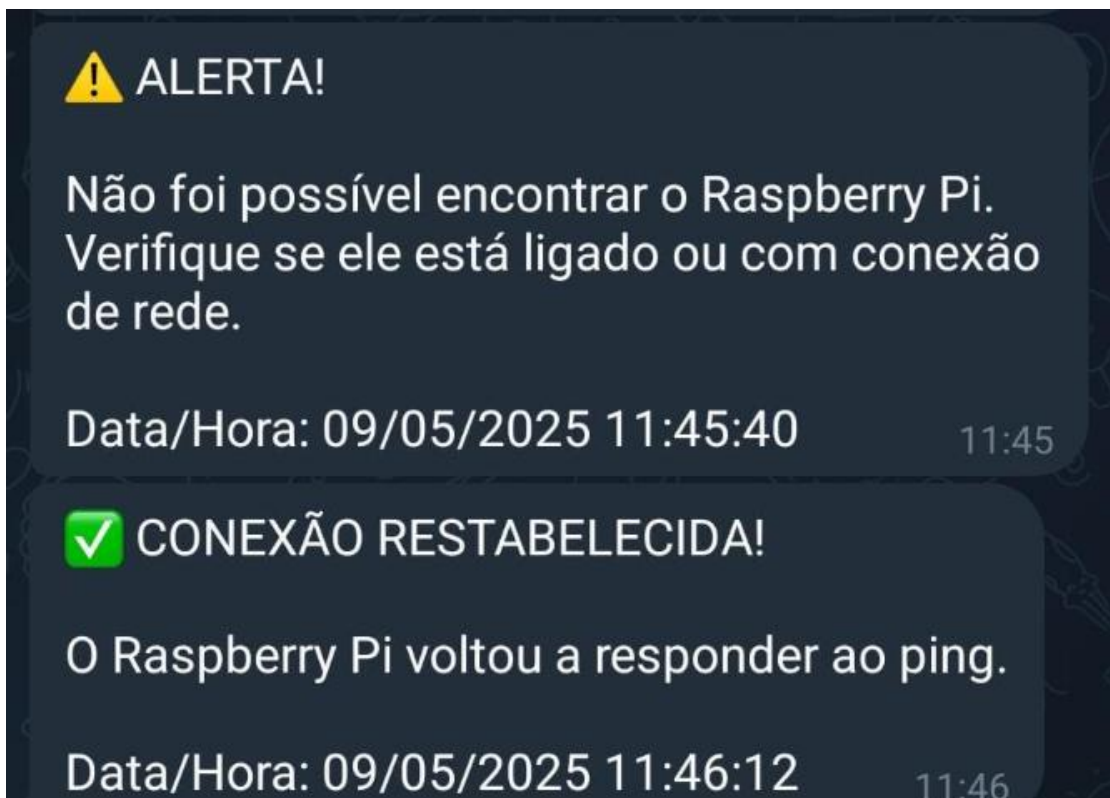 ⚠️ ALERTA!
Não foi possível encontrar o Raspberry Pi.
Verifique se ele está ligado ou com conexão
de rede.
Data/Hora: 09/05/2025 11:45:40
11:45
✅ CONEXÃO RESTABELECIDA!
O Raspberry Pi voltou a responder ao ping.
Data/Hora: 09/05/2025 11:46:12
11:46